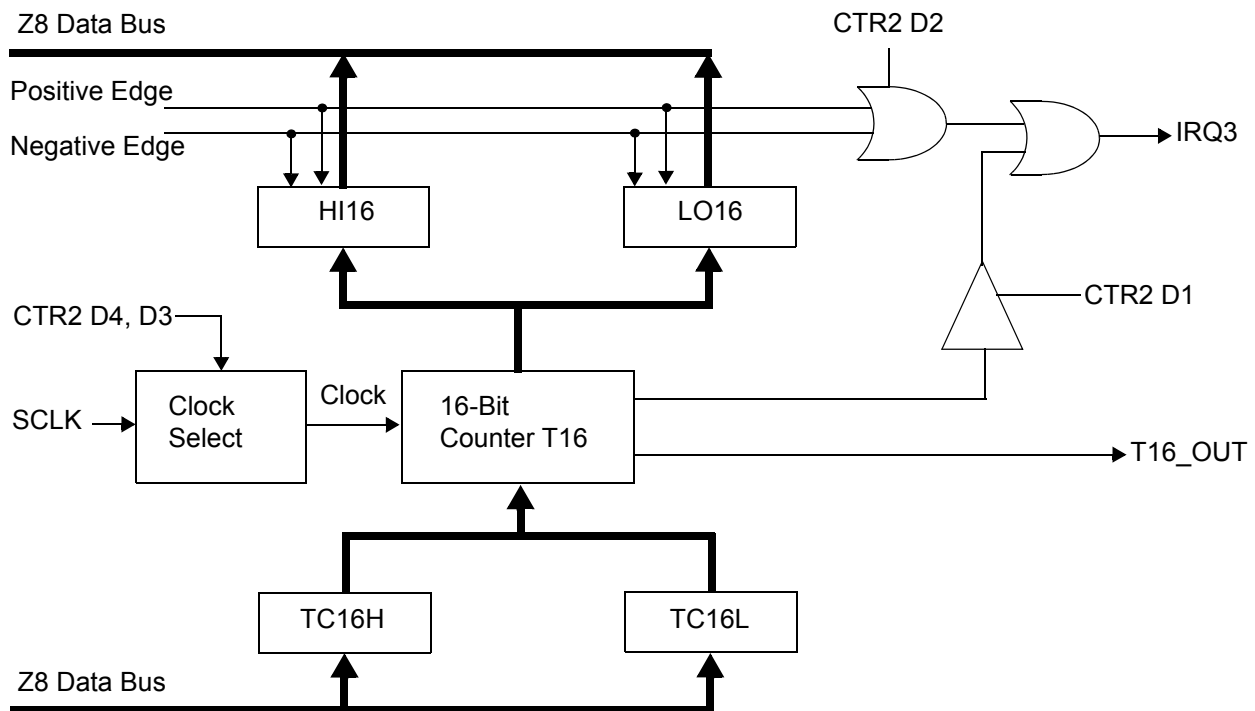 Z8 Data Bus
CTR2 D2
Positive Edge
Negative Edge
IRQ3
HI16
LO16
CTR2 D4, D3
CTR2 D1
SCLK
Clock
Select
Clock
16-Bit
Counter T16
T16_OUT
TC16H
TC16L
Z8 Data Bus